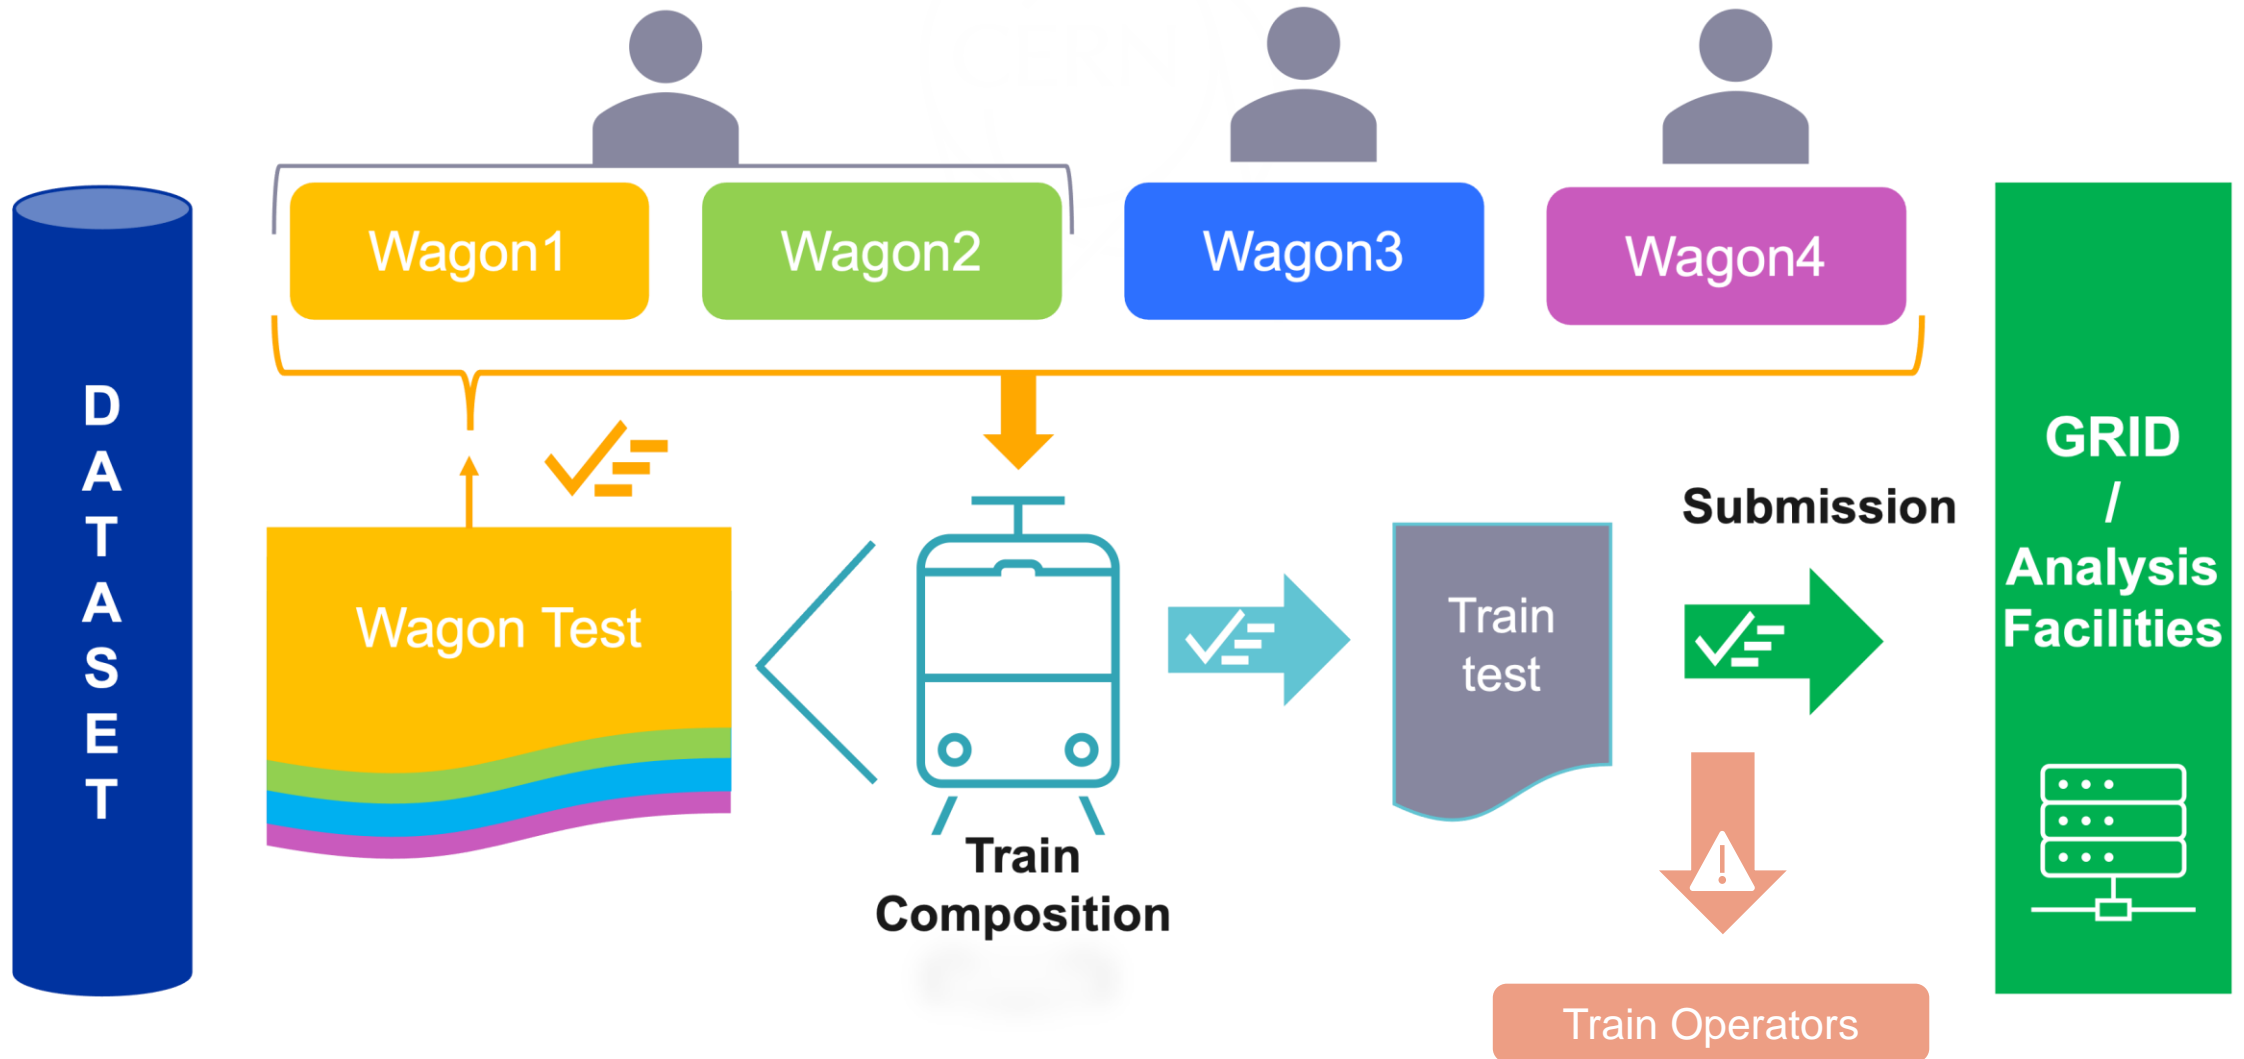 Wagon1
Wagon2
Wagon3
Wagon4
DATASET
Wagon Test
Train
Composition
Train
test
Submission
GRID
/
Analysis
Facilities
Train Operators